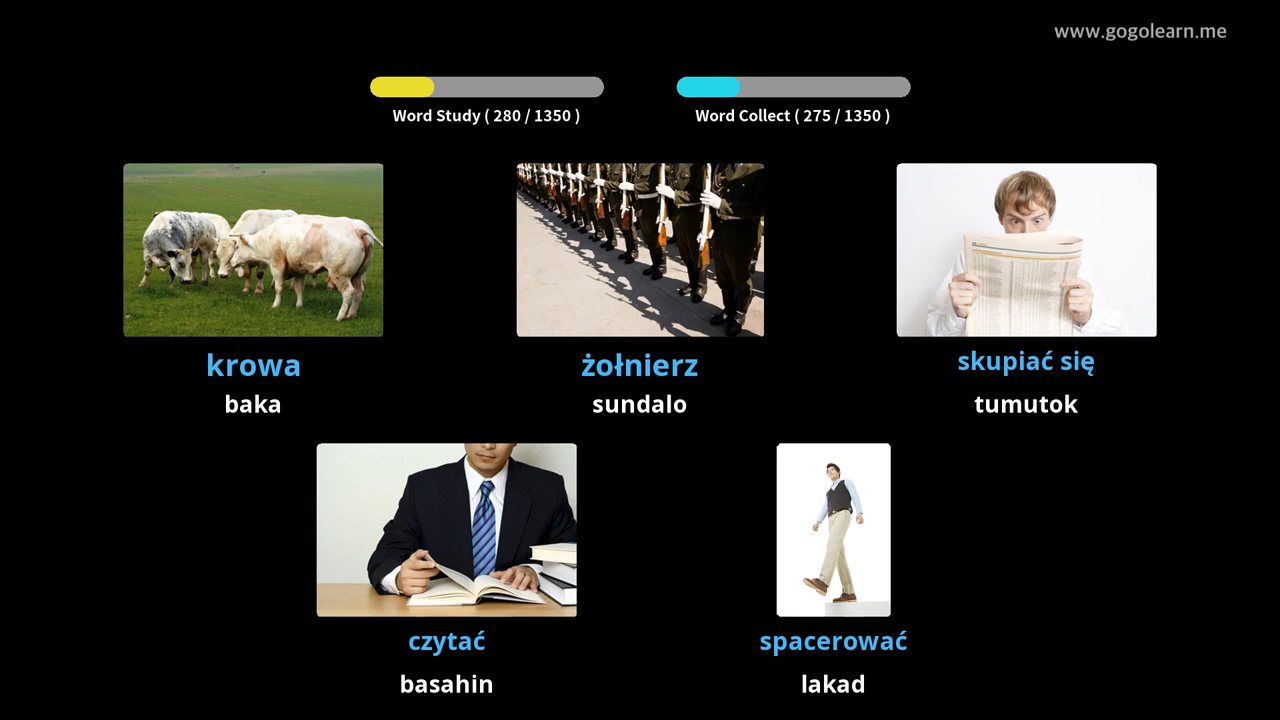 www.gogolearn.me
Word Study ( 280 / 1350 )
Word Collect ( 275 / 1350 )
krowa
baka
żołnierz
sundalo
skupiać się
tumutok
czytać
basahin
spacerować
lakad